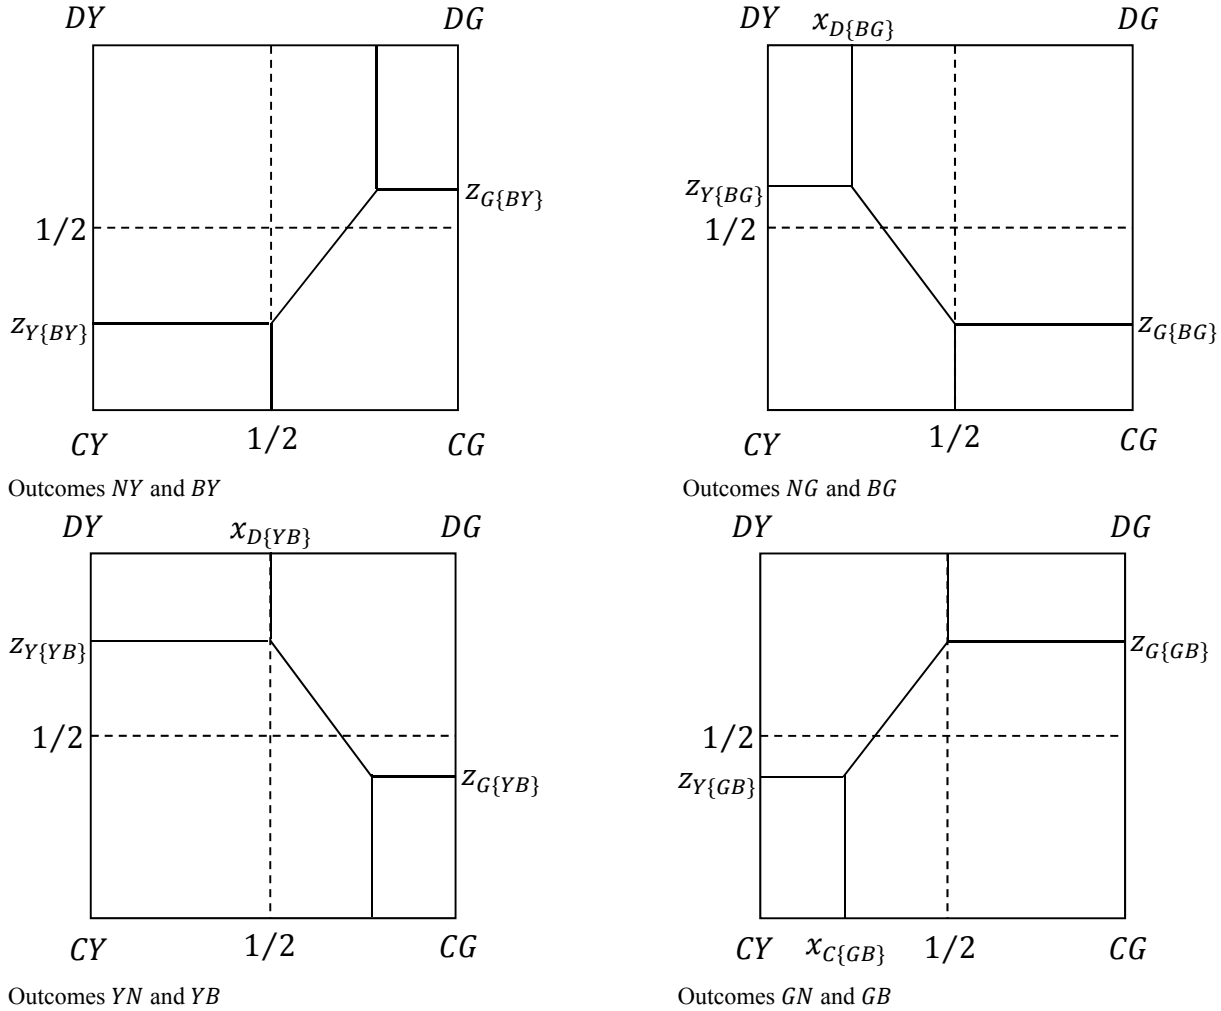 DY DG DY x_{D{BG}} DG
z_{G{BY}} z_{Y{BG}}
1/2 1/2
z_{Y{BY}} z_{G{BG}}
CY 1/2 CG CY 1/2 CG
Outcomes NY and BY Outcomes NG and BG
DY x_{D{YB}} DG DY DG
z_{Y{YB}} z_{G{GB}}
1/2 1/2
z_{G{YB}} z_{Y{GB}}
CY 1/2 CG CY x_{C{GB}} 1/2 CG
Outcomes YN and YB Outcomes GN and GB